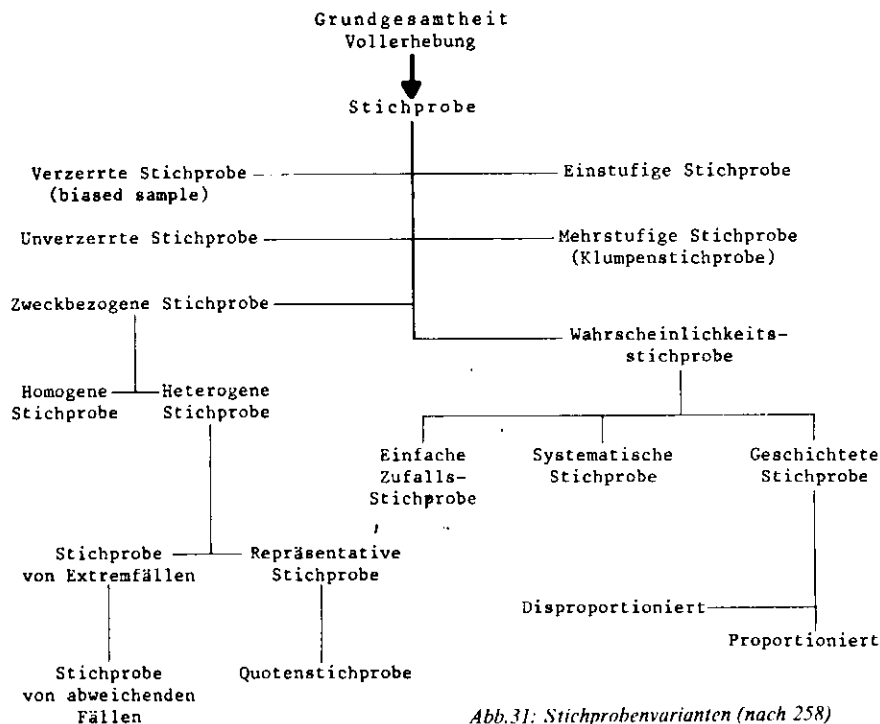 Grundgesamtheit
Vollerhebung
Stichprobe
Verzerrte Stichprobe
(biased sample)
Einstufige Stichprobe
Unverzerrte Stichprobe
Mehrstufige Stichprobe
(Klumpenstichprobe)
Zweckbezogene Stichprobe
Wahrscheinlichkeits-
stichprobe
Homogene
Stichprobe
Heterogene
Stichprobe
Einfache
Zufalls-
Stichprobe
Systematische
Stichprobe
Geschichtete
Stichprobe
Stichprobe
von Extremfällen
Repräsentative
Stichprobe
Disproportioniert
Proportioniert
Stichprobe
von abweichenden
Fällen
Quotenstichprobe
Abb.31: Stichprobenvarianten (nach 258)